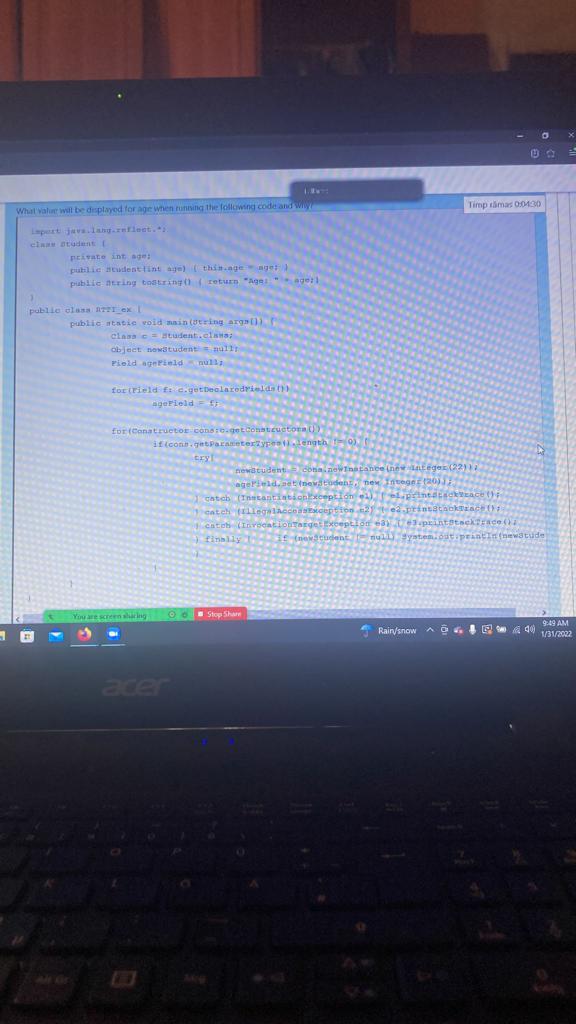 What value will be displayed for age when running the following code and why?
Timp rămas 0:04:30
import java.lang.reflect.*;
class Student {
private int age;
public Student(int age) { this.age = age; }
public String toString() { return "Age: " + age;}
}
public class RTTI_ex {
public static void main(String args[]) {
Class c = Student.class;
Object newStudent = null;
Field ageField = null;
for(Field f: c.getDeclaredFields())
ageField = f;
for(Constructor cons:c.getConstructors())
if(cons.getParameterTypes().length != 0) {
try{
newStudent = cons.newInstance(new Integer(22));
ageField.set(newStudent, new Integer(20));
} catch (InstantiationException e1) { e1.printStackTrace();
} catch (IllegalAccessException e2) { e2.printStackTrace();
} catch (InvocationTargetException e3) { e3.printStackTrace();
} finally { if (newStudent != null) System.out.println(newStude
}
}
}
}
You are screen sharing
Stop Share
Rain/snow
9:49 AM
1/31/2022
acer